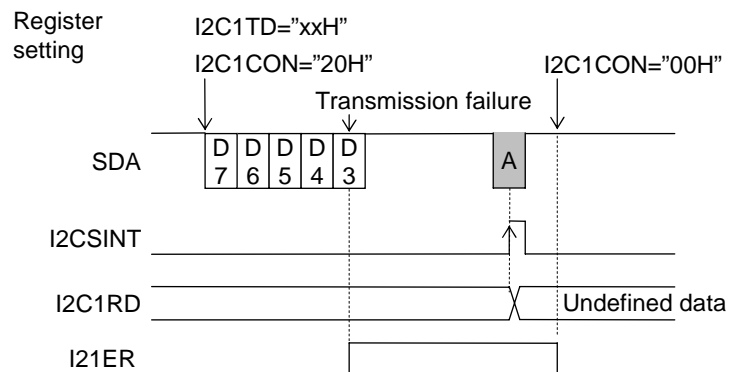 Register
setting
I2C1TD="xxH"
I2C1CON="20H"
I2C1CON="00H"
Transmission failure
SDA
D D D D D
7 6 5 4 3
A
I2CSINT
I2C1RD
Undefined data
I21ER